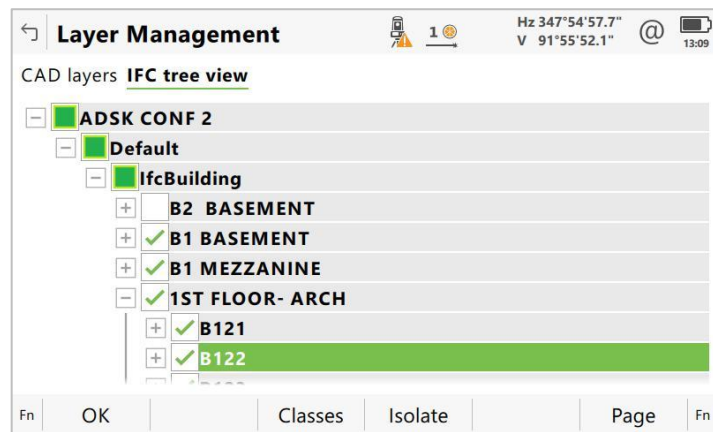 Layer Management
1
Hz 347°54'57.7"
V 91°55'52.1"
@
13:09
CAD layers IFC tree view
ADSK CONF 2
Default
IfcBuilding
B2 BASEMENT
B1 BASEMENT
B1 MEZZANINE
1ST FLOOR- ARCH
B121
B122
Fn OK Classes Isolate Page Fn